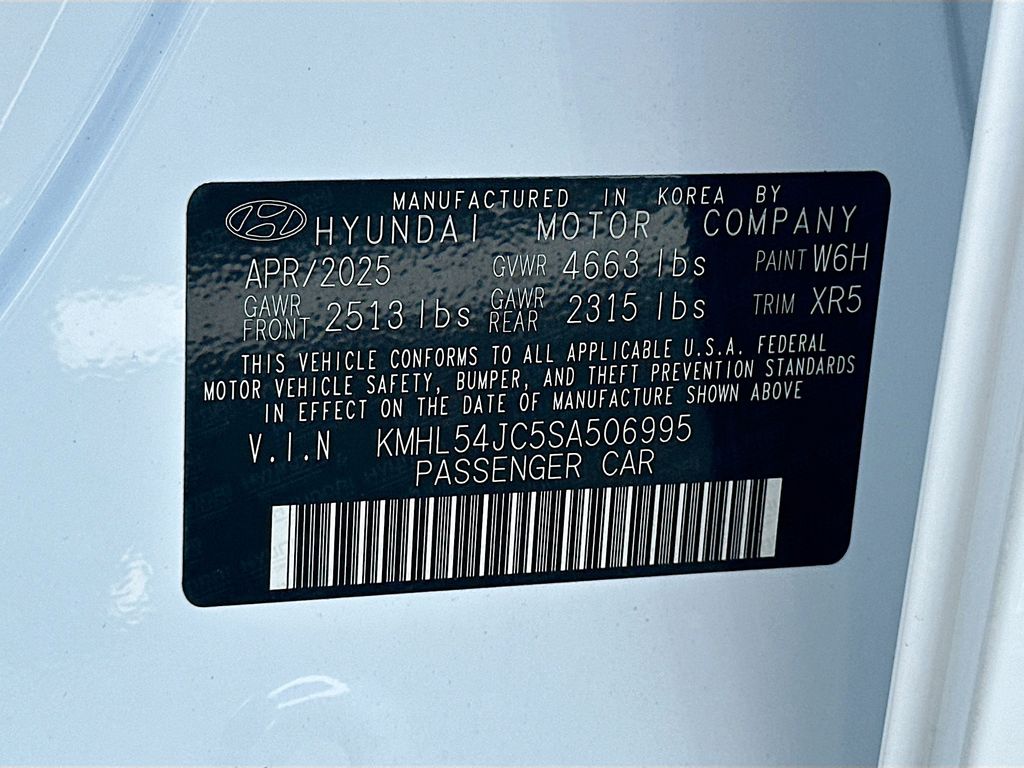 MANUFACTURED IN KOREA BY
HYUNDAI MOTOR COMPANY
APR/2025 GVWR 4663 lbs PAINT W6H
GAWR FRONT 2513 lbs GAWR REAR 2315 lbs TRIM XR5
THIS VEHICLE CONFORMS TO ALL APPLICABLE U.S.A. FEDERAL
MOTOR VEHICLE SAFETY, BUMPER, AND THEFT PREVENTION STANDARDS
IN EFFECT ON THE DATE OF MANUFACTURE SHOWN ABOVE
V.I.N KMHL54JC5SA506995
PASSENGER CAR